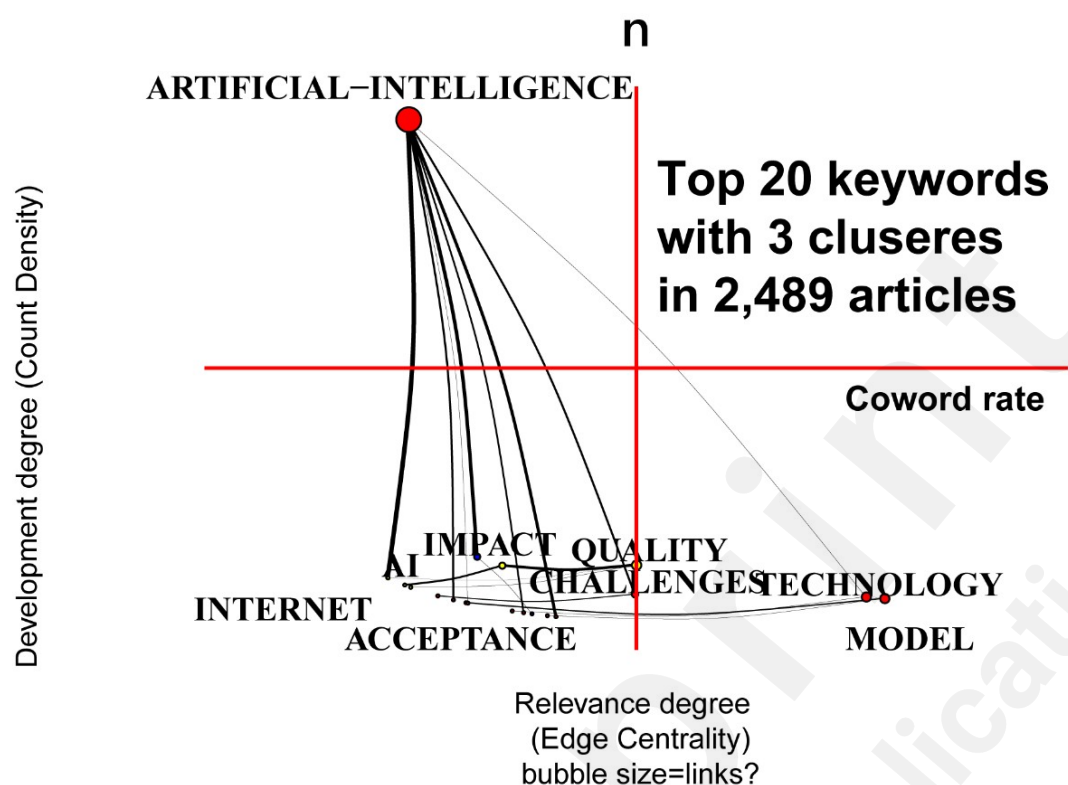 n
ARTIFICIAL−INTELLIGENCE
Top 20 keywords
with 3 cluseres
in 2,489 articles
Development degree (Count Density)
Coword rate
IMPACT
QUALITY
AI
CHALLENGES
TECHNOLOGY
INTERNET
ACCEPTANCE
MODEL
Relevance degree
(Edge Centrality)
bubble size=links?